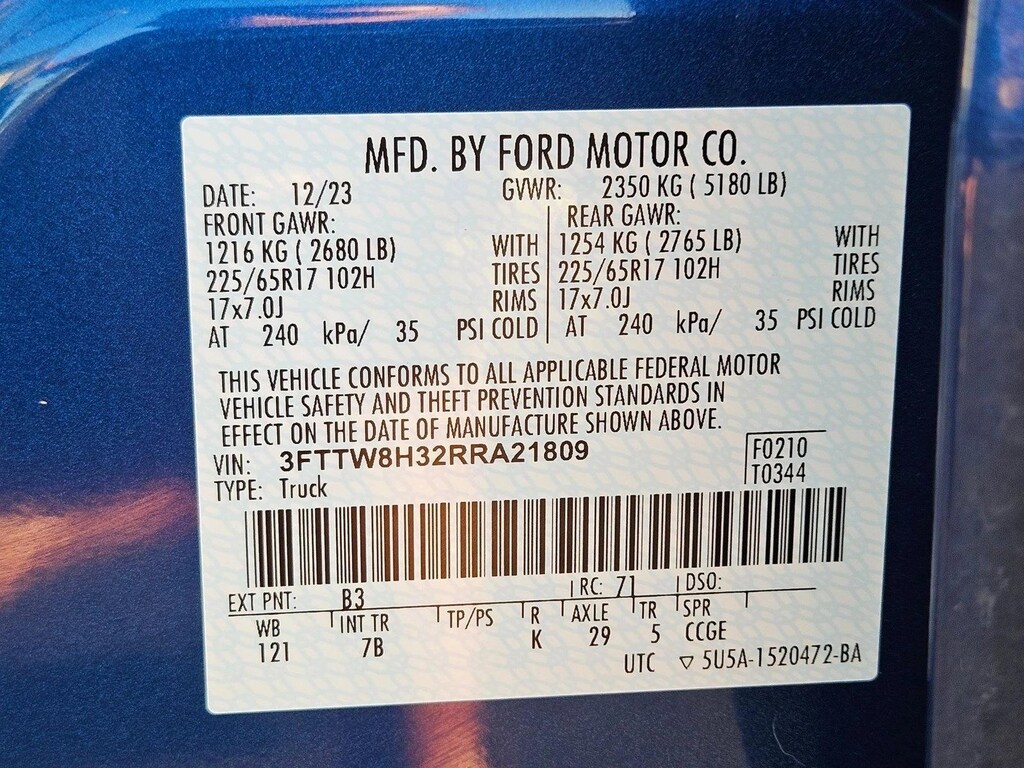 MFD. BY FORD MOTOR CO.
DATE: 12/23 GVWR: 2350 KG ( 5180 LB)
FRONT GAWR: REAR GAWR:
1216 KG ( 2680 LB) WITH 1254 KG ( 2765 LB) WITH
225/65R17 102H TIRES 225/65R17 102H TIRES
17x7.0J RIMS 17x7.0J RIMS
AT 240 kPa/ 35 PSI COLD AT 240 kPa/ 35 PSI COLD
THIS VEHICLE CONFORMS TO ALL APPLICABLE FEDERAL MOTOR
VEHICLE SAFETY AND THEFT PREVENTION STANDARDS IN
EFFECT ON THE DATE OF MANUFACTURE SHOWN ABOVE.
VIN: 3FTTW8H32RRA21809 F0210
TYPE: Truck T0344
EXT PNT: B3 RC: 71 DSO:
WB INT TR TP/PS R AXLE TR SPR
121 7B K 29 5 CCGE
UTC ▽ 5U5A-1520472-BA